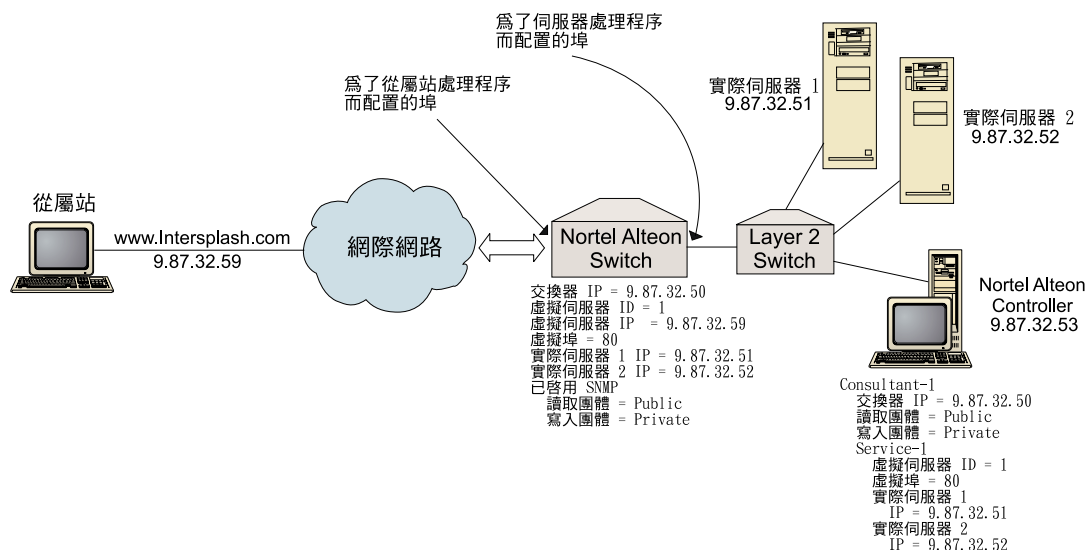 為了伺服器處理程序
而配置的埠
為了從屬站處理程序
而配置的埠
實際伺服器 1
9.87.32.51
實際伺服器 2
9.87.32.52
從屬站
www.Intersplash.com
9.87.32.59
網際網路
Nortel Alteon
Switch
Layer 2
Switch
Nortel Alteon
Controller
9.87.32.53
交換器 IP = 9.87.32.50
虛擬伺服器 ID = 1
虛擬伺服器 IP = 9.87.32.59
虛擬埠 = 80
實際伺服器 1 IP = 9.87.32.51
實際伺服器 2 IP = 9.87.32.52
已啓用 SNMP
讀取團體 = Public
寫入團體 = Private
Consultant-1
交換器 IP = 9.87.32.50
讀取團體 = Public
寫入團體 = Private
Service-1
虛擬伺服器 ID = 1
虛擬埠 = 80
實際伺服器 1
IP = 9.87.32.51
實際伺服器 2
IP = 9.87.32.52